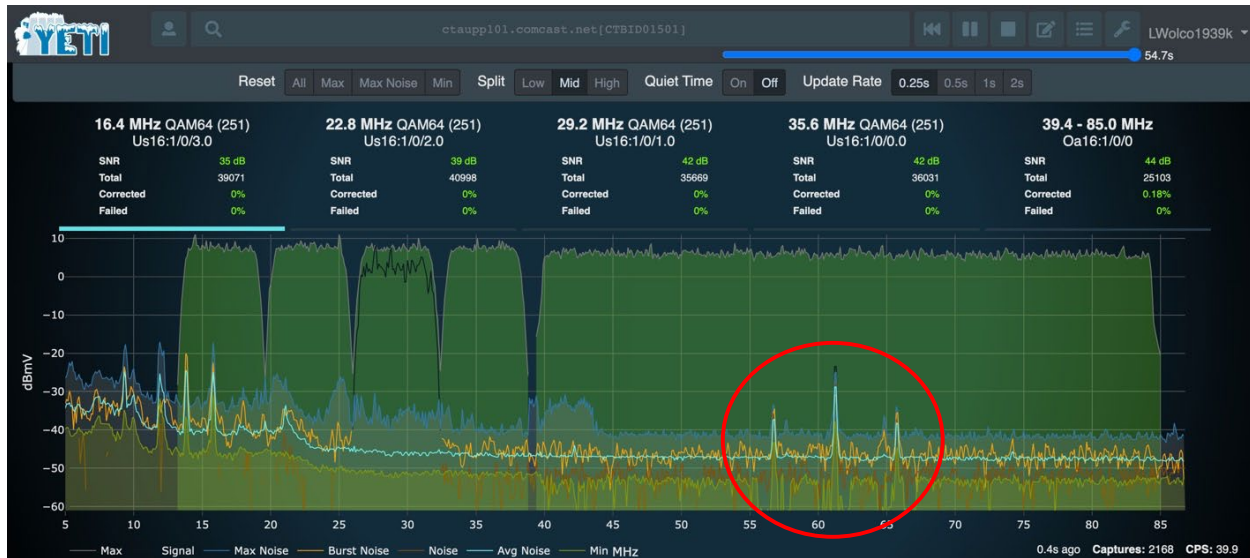 YETI
ctaupp101.comcast.net[CTBID01501]
LWolco1939k
54.7s
Reset All Max Max Noise Min Split Low Mid High Quiet Time On Off Update Rate 0.25s 0.5s 1s 2s
16.4 MHz QAM64 (251) 22.8 MHz QAM64 (251) 29.2 MHz QAM64 (251) 35.6 MHz QAM64 (251) 39.4 - 85.0 MHz
Us16:1/0/3.0 Us16:1/0/2.0 Us16:1/0/1.0 Us16:1/0/0.0 Oa16:1/0/0
SNR 35 dB SNR 39 dB SNR 42 dB SNR 42 dB SNR 44 dB
Total 39071 Total 40998 Total 35669 Total 36031 Total 25103
Corrected 0% Corrected 0% Corrected 0% Corrected 0% Corrected 0.18%
Failed 0% Failed 0% Failed 0% Failed 0% Failed 0%
10
0
−10
−20
−30
−40
−50
−60
dBmV
5 10 15 20 25 30 35 40 45 50 55 60 65 70 75 80 85
Max Signal Max Noise Burst Noise Noise Avg Noise Min MHz
0.4s ago Captures: 2168 CPS: 39.9